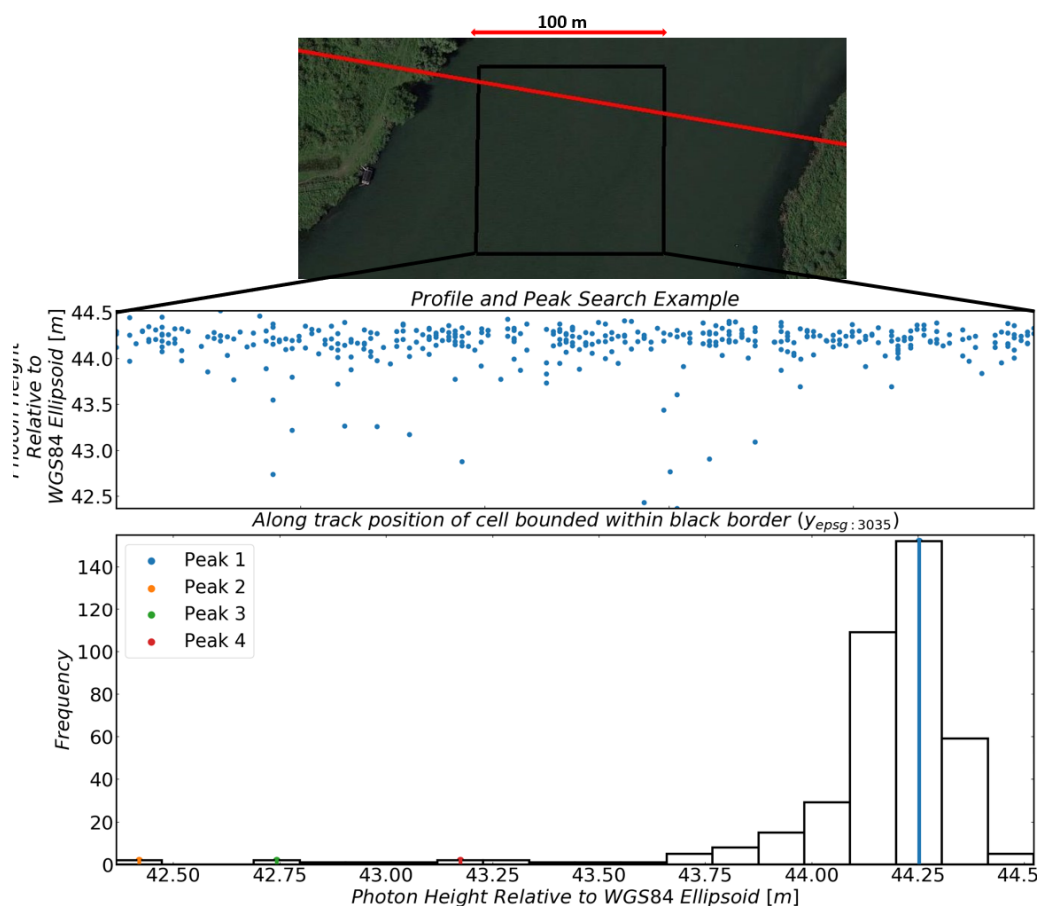 100 m
Profile and Peak Search Example
Photon Height
Relative to
WGS84 Ellipsoid [m]
44.5
44.0
43.5
43.0
42.5
Along track position of cell bounded within black border (y_epsg:3035)
Frequency
140
120
100
80
60
40
20
0
Peak 1
Peak 2
Peak 3
Peak 4
42.50 42.75 43.00 43.25 43.50 43.75 44.00 44.25 44.5
Photon Height Relative to WGS84 Ellipsoid [m]